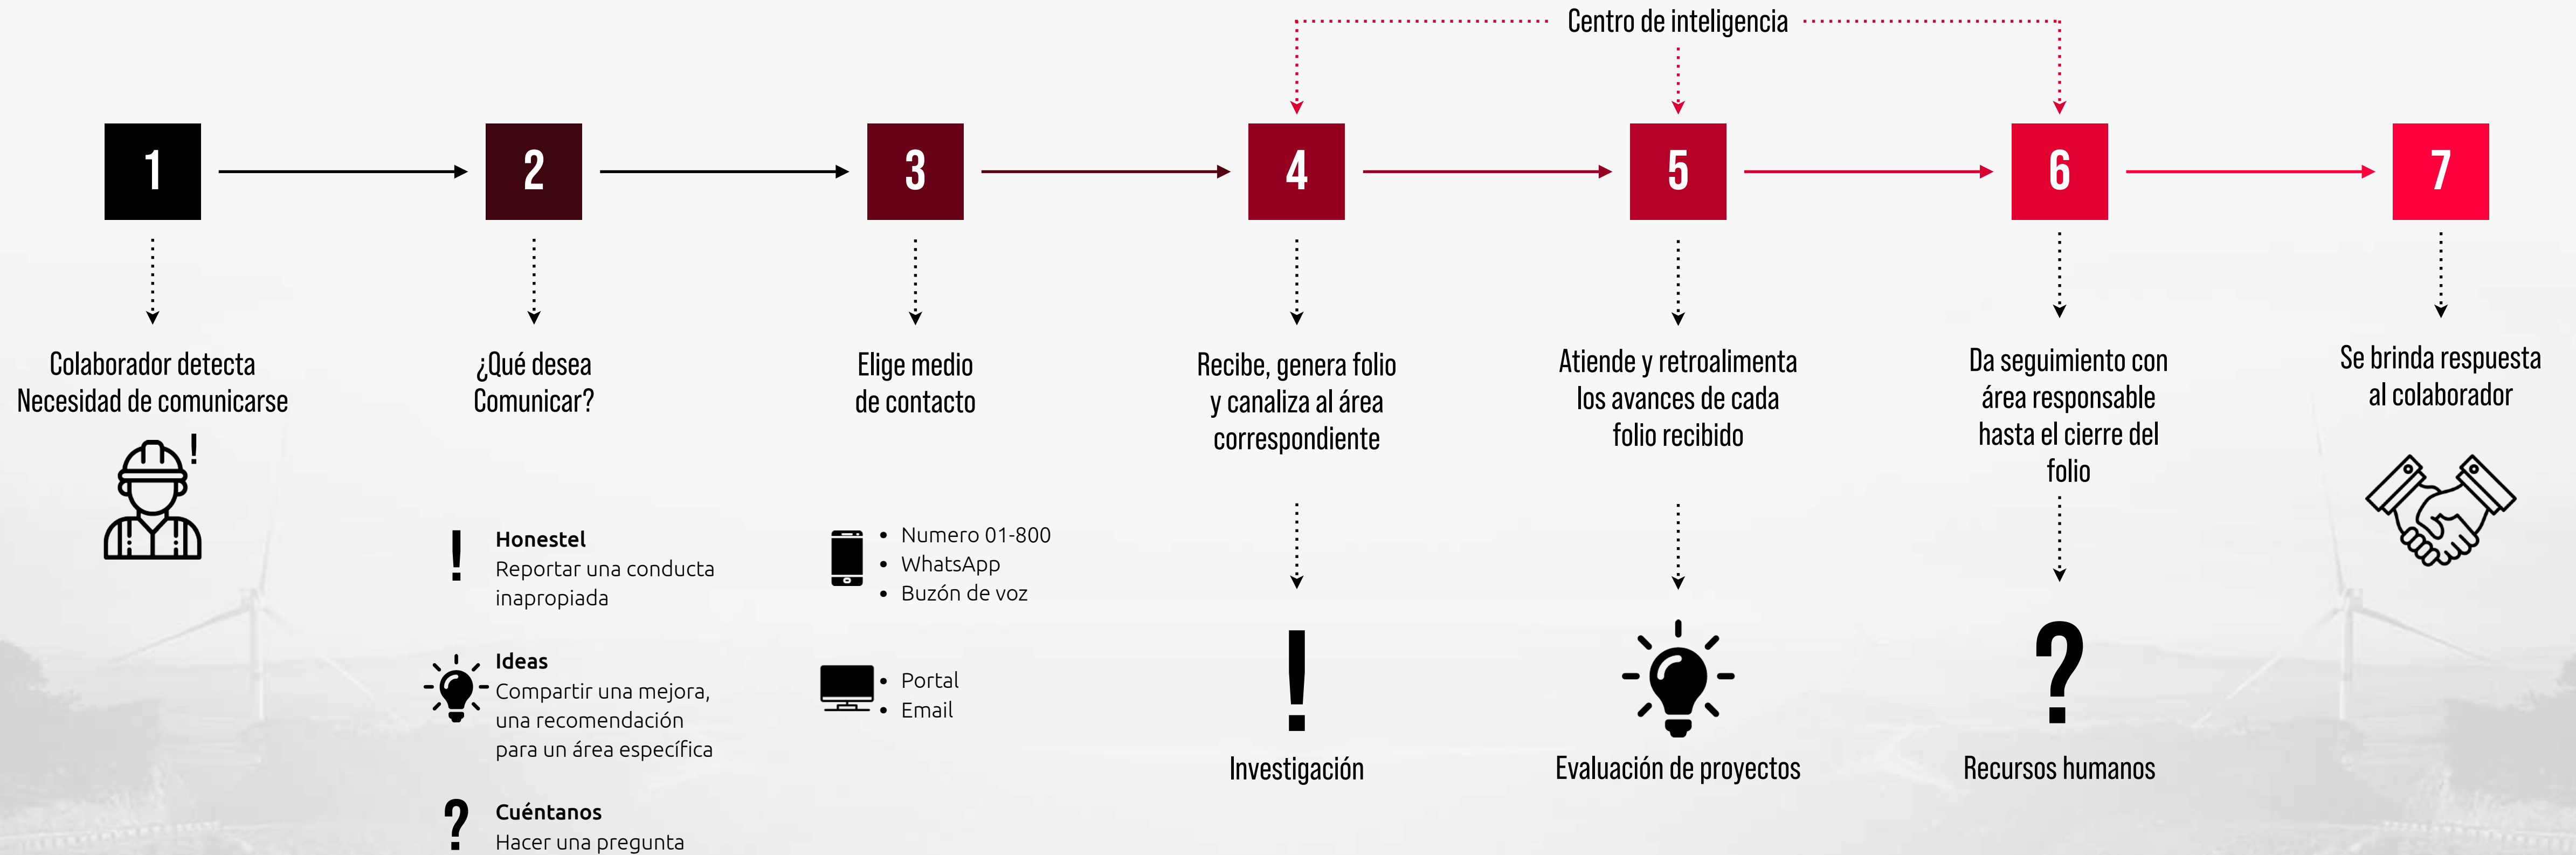 Centro de inteligencia
1
2
3
4
5
6
7
Colaborador detecta
Necesidad de comunicarse
!
¿Qué desea
Comunicar?
! Honestel
Reportar una conducta
inapropiada
Ideas
Compartir una mejora,
una recomendación
para un área específica
? Cuéntanos
Hacer una pregunta
Elige medio
de contacto
• Numero 01-800
• WhatsApp
• Buzón de voz
• Portal
• Email
Recibe, genera folio
y canaliza al área
correspondiente
!
Investigación
Atiende y retroalimenta
los avances de cada
folio recibido
Evaluación de proyectos
Da seguimiento con
área responsable
hasta el cierre del
folio
?
Recursos humanos
Se brinda respuesta
al colaborador